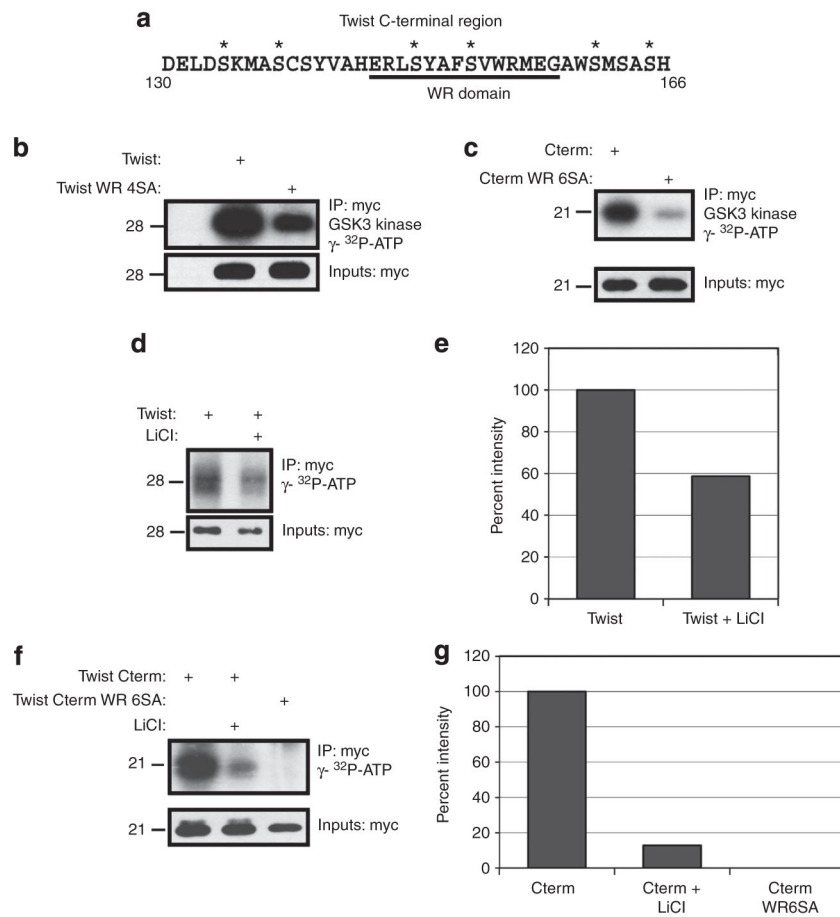 a
Twist C-terminal region
* * * * * *
DELDSKMASCSYVAHERLSYAFSVWRMEGAWSMSASH
130 166
WR domain
b
Twist: +
Twist WR 4SA: +
28
IP: myc
GSK3 kinase
γ- ³²P-ATP
28
Inputs: myc
c
Cterm: +
Cterm WR 6SA: +
21
IP: myc
GSK3 kinase
γ- ³²P-ATP
21
Inputs: myc
d
Twist: + +
LiCl: +
28
IP: myc
γ- ³²P-ATP
28
Inputs: myc
e
Percent intensity
120
100
80
60
40
20
0
Twist Twist + LiCl
f
Twist Cterm: + +
Twist Cterm WR 6SA: +
LiCl: +
21
IP: myc
γ- ³²P-ATP
21
Inputs: myc
g
Percent intensity
120
100
80
60
40
20
0
Cterm Cterm + Cterm
LiCl WR6SA